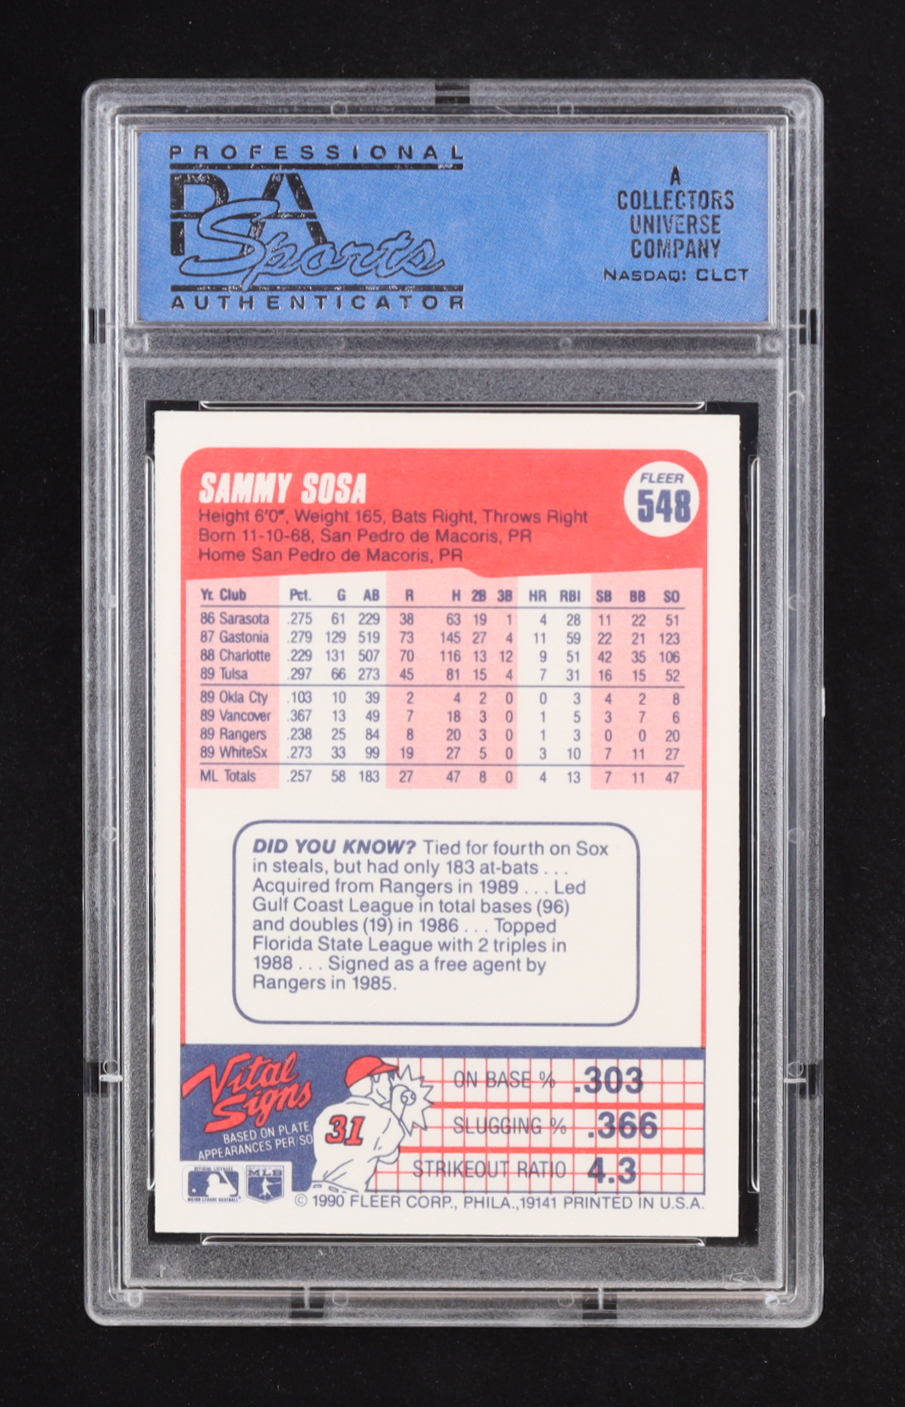 PROFESSIONAL
PSA
Sports
AUTHENTICATOR
A
COLLECTORS
UNIVERSE
COMPANY
NASDAQ: CLCT
SAMMY SOSA
FLEER
548
Height 6'0", Weight 165, Bats Right, Throws Right
Born 11-10-68, San Pedro de Macoris, PR
Home San Pedro de Macoris, PR
Yr. Club Pct. G AB R H 2B 3B HR RBI SB BB SO
86 Sarasota .275 61 229 38 63 19 1 4 28 11 22 51
87 Gastonia .279 129 519 73 145 27 4 11 59 22 21 123
88 Charlotte .229 131 507 70 116 13 12 9 51 42 35 106
89 Tulsa .297 66 273 45 81 15 4 7 31 16 15 52
89 Okla Cty .103 10 39 2 4 2 0 0 3 4 2 8
89 Vancover .367 13 49 7 18 3 0 1 5 3 7 6
89 Rangers .238 25 84 8 20 3 0 1 3 0 0 20
89 WhiteSx .273 33 99 19 27 5 0 3 10 7 11 27
ML Totals .257 58 183 27 47 8 0 4 13 7 11 47
DID YOU KNOW? Tied for fourth on Sox
in steals, but had only 183 at-bats . . .
Acquired from Rangers in 1989 . . . Led
Gulf Coast League in total bases (96)
and doubles (19) in 1986 . . . Topped
Florida State League with 2 triples in
1988 . . . Signed as a free agent by
Rangers in 1985.
Vital
Signs
BASED ON PLATE
APPEARANCES PER SO
31
ON BASE % .303
SLUGGING % .366
STRIKEOUT RATIO 4.3
MLB
© 1990 FLEER CORP., PHILA.,19141 PRINTED IN U.S.A.